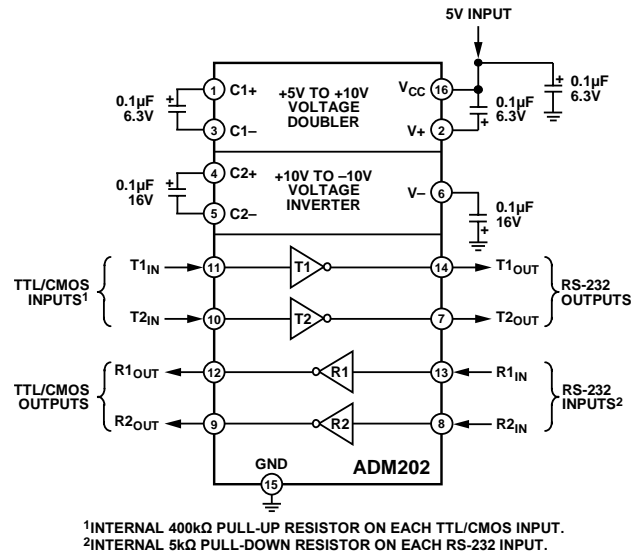 5V INPUT
0.1µF
6.3V
1 C1+
3 C1–
+5V TO +10V
VOLTAGE
DOUBLER
VCC 16
V+ 2
+ 0.1µF
6.3V
+ 0.1µF
6.3V
0.1µF
16V
4 C2+
5 C2–
+10V TO –10V
VOLTAGE
INVERTER
V– 6
0.1µF
16V
TTL/CMOS
INPUTS1
T1IN 11 T1 14 T1OUT
T2IN 10 T2 7 T2OUT
RS-232
OUTPUTS
TTL/CMOS
OUTPUTS
R1OUT 12 R1 13 R1IN
R2OUT 9 R2 8 R2IN
RS-232
INPUTS2
GND
15
ADM202
1INTERNAL 400kΩ PULL-UP RESISTOR ON EACH TTL/CMOS INPUT.
2INTERNAL 5kΩ PULL-DOWN RESISTOR ON EACH RS-232 INPUT.